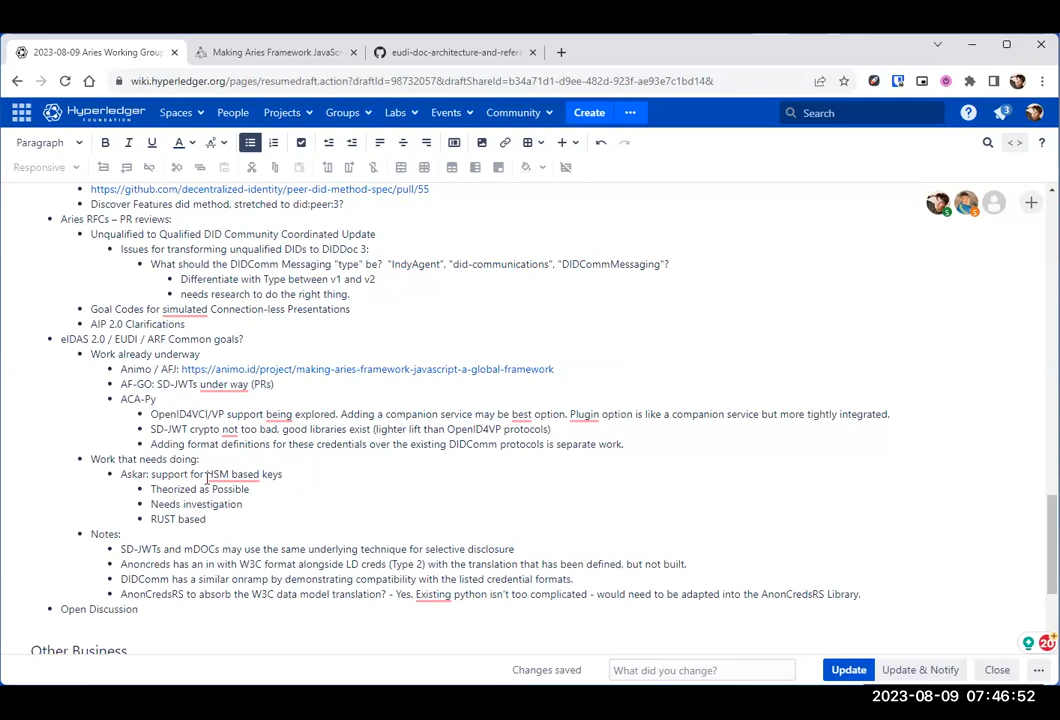 2023-08-09 Aries Working Grou
Making Aries Framework JavaSc
eudi-doc-architecture-and-refere
wiki.hyperledger.org/pages/resumedraft.action?draftId=98732057&draftShareId=b34a71d1-d9ee-482d-923f-ae93e7c1bd14&
HYPERLEDGER FOUNDATION
Spaces People Projects Groups Labs Events Community Create ··· Search ? 3
Paragraph B I U A < > ?
Responsive
https://github.com/decentralized-identity/peer-did-method-spec/pull/55
Discover Features did method, stretched to did:peer:3?
Aries RFCs – PR reviews:
Unqualified to Qualified DID Community Coordinated Update
Issues for transforming unqualified DIDs to DIDDoc 3:
What should the DIDComm Messaging "type" be? "IndyAgent", "did-communications", "DIDCommMessaging"?
Differentiate with Type between v1 and v2
needs research to do the right thing.
Goal Codes for simulated Connection-less Presentations
AIP 2.0 Clarifications
eIDAS 2.0 / EUDI / ARF Common goals?
Work already underway
Animo / AFJ: https://animo.id/project/making-aries-framework-javascript-a-global-framework
AF-GO: SD-JWTs under way (PRs)
ACA-Py
OpenID4VCI/VP support being explored. Adding a companion service may be best option. Plugin option is like a companion service but more tightly integrated.
SD-JWT crypto not too bad, good libraries exist (lighter lift than OpenID4VP protocols)
Adding format definitions for these credentials over the existing DIDComm protocols is separate work.
Work that needs doing:
Askar: support for HSM based keys
Theorized as Possible
Needs investigation
RUST based
Notes:
SD-JWTs and mDOCs may use the same underlying technique for selective disclosure
Anoncreds has an in with W3C format alongside LD creds (Type 2) with the translation that has been defined, but not built.
DIDComm has a similar onramp by demonstrating compatibility with the listed credential formats.
AnonCredsRS to absorb the W3C data model translation? - Yes. Existing python isn't too complicated - would need to be adapted into the AnonCredsRS Library.
Open Discussion
Other Business
20
Changes saved What did you change? Update Update & Notify Close ···
2023-08-09 07:46:52